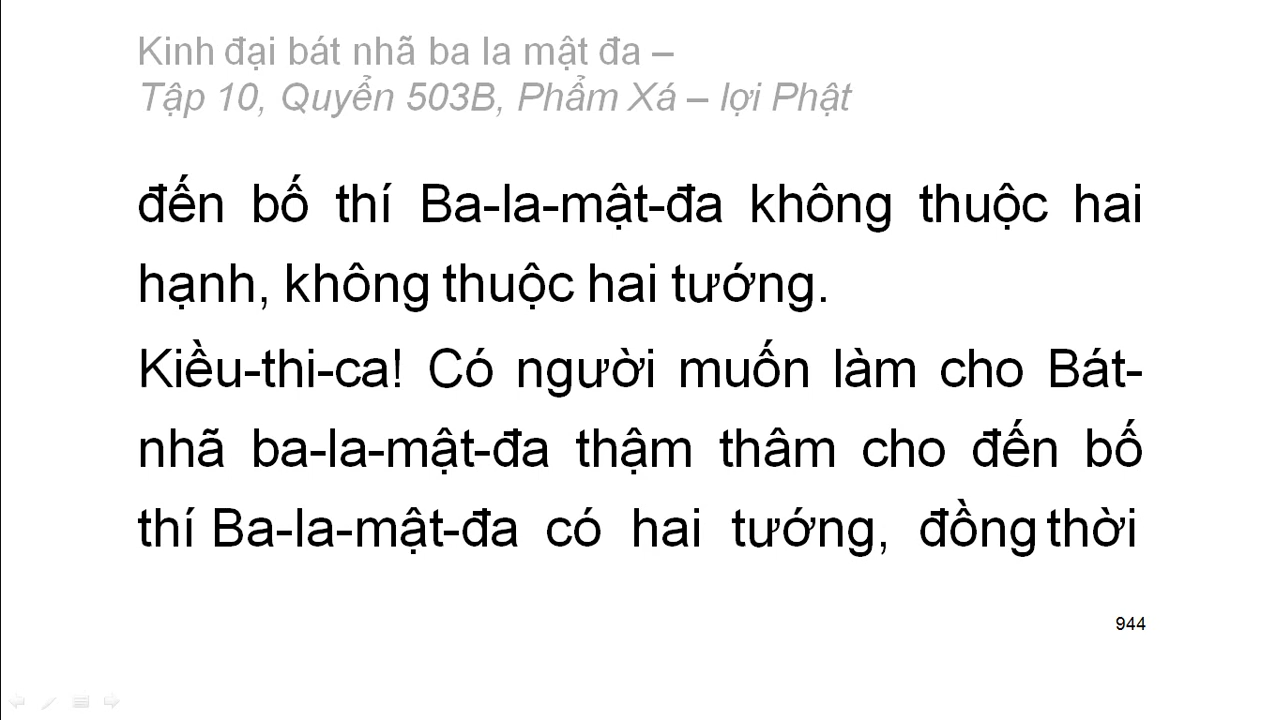 Kinh đại bát nhã ba la mật đa –
Tập 10, Quyển 503B, Phẩm Xá – lợi Phật
đến bố thí Ba-la-mật-đa không thuộc hai
hạnh, không thuộc hai tướng.
Kiều-thi-ca! Có người muốn làm cho Bát-
nhã ba-la-mật-đa thậm thâm cho đến bố
thí Ba-la-mật-đa có hai tướng, đồng thời
944